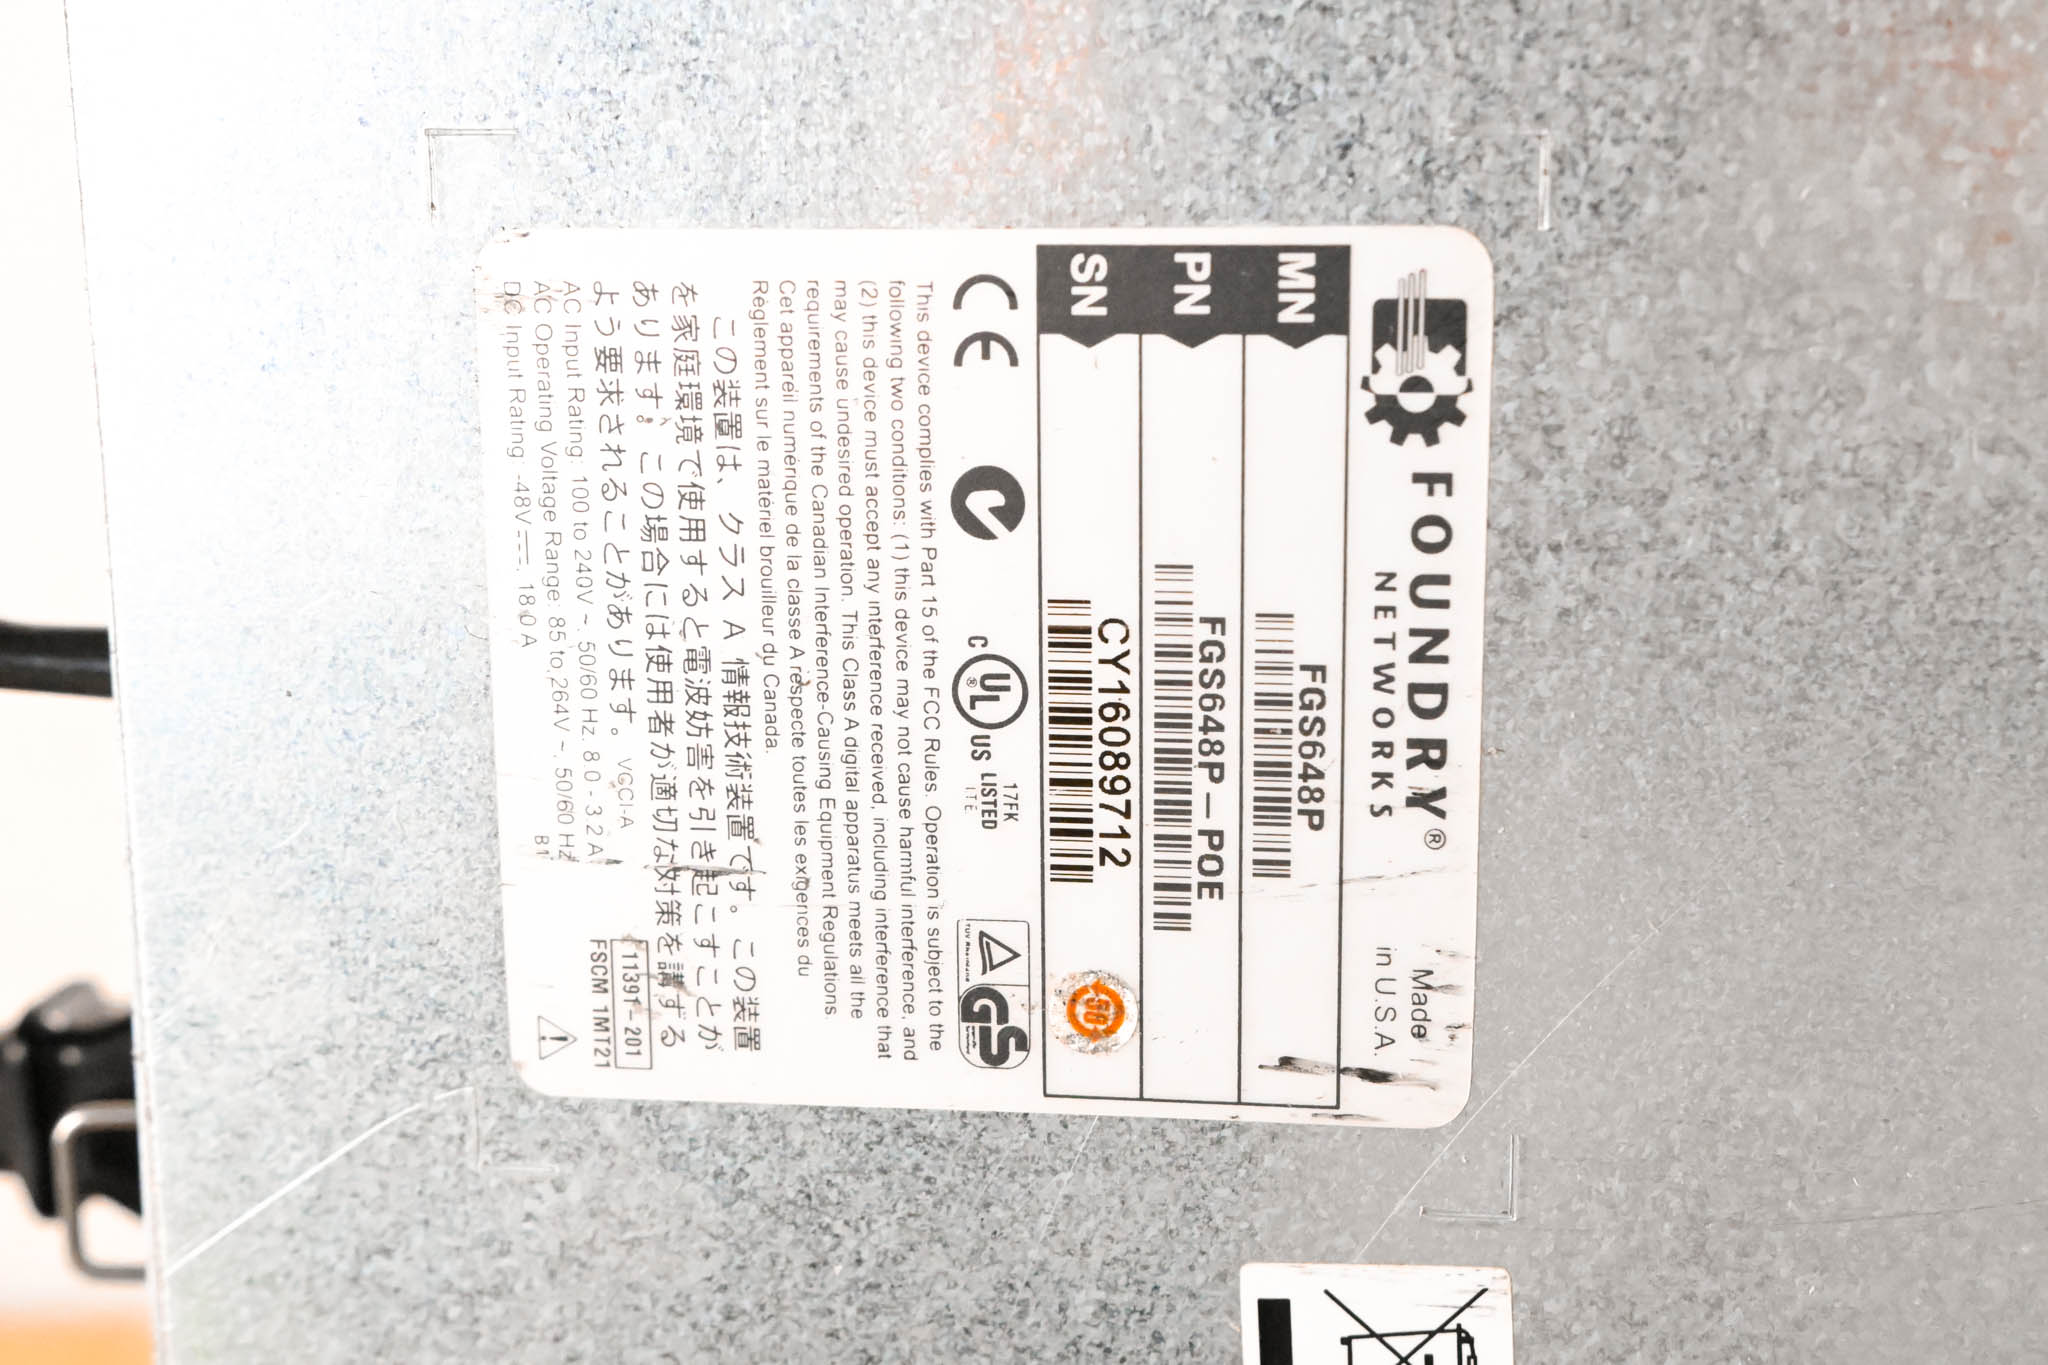 FOUNDRY®
NETWORKS
Made
in U.S.A.
MN
FGS648P
PN
FGS648P-POE
SN
CY16089712
CE
C UL® US
17FK
LISTED
I.T.E.
GS
This device complies with Part 15 of the FCC Rules. Operation is subject to the
following two conditions: (1) this device may not cause harmful interference, and
(2) this device must accept any interference received, including interference that
may cause undesired operation. This Class A digital apparatus meets all the
requirements of the Canadian Interference-Causing Equipment Regulations.
Cet appareil numérique de la classe A respecte toutes les exigences du
Règlement sur le matériel brouilleur du Canada.
この装置は、クラス A 情報技術装置です。この装置
を家庭環境で使用すると電波妨害を引き起こすことが
あります。この場合には使用者が適切な対策を講ずる
よう要求されることがあります。 VCCI-A
AC Input Rating: 100 to 240V ~, 50/60 Hz, 8.0 - 3.2 A
AC Operating Voltage Range: 85 to 264V ~, 50/60 Hz
DC Input Rating -48V⎓, 18.0 A
B1
11391-201
FSCM 1MT21